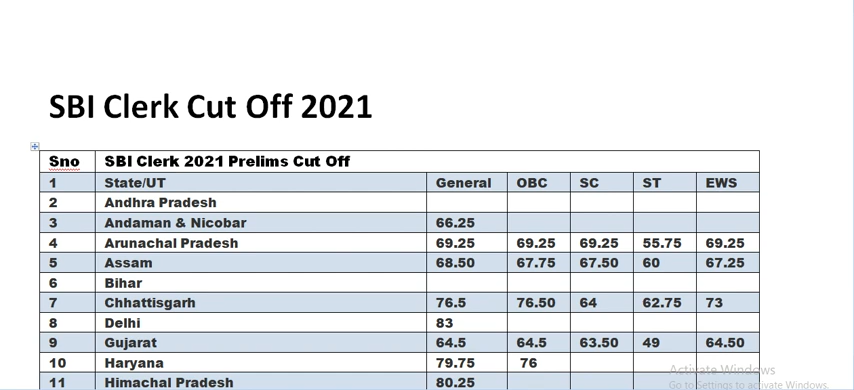 SBI Clerk Cut Off 2021
Sno SBI Clerk 2021 Prelims Cut Off
1 State/UT General OBC SC ST EWS
2 Andhra Pradesh
3 Andaman & Nicobar 66.25
4 Arunachal Pradesh 69.25 69.25 69.25 55.75 69.25
5 Assam 68.50 67.75 67.50 60 67.25
6 Bihar
7 Chhattisgarh 76.5 76.50 64 62.75 73
8 Delhi 83
9 Gujarat 64.5 64.5 63.50 49 64.50
10 Haryana 79.75 76
11 Himachal Pradesh 80.25
Activate Windows
Go to Settings to activate Windows.